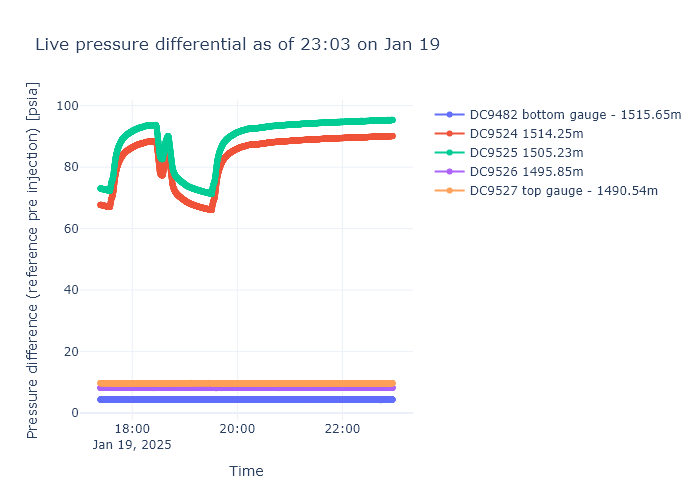 Live pressure differential as of 23:03 on Jan 19
Pressure difference (reference pre injection) [psia]
100
80
60
40
20
0
18:00
Jan 19, 2025
20:00
22:00
Time
DC9482 bottom gauge - 1515.65m
DC9524 1514.25m
DC9525 1505.23m
DC9526 1495.85m
DC9527 top gauge - 1490.54m